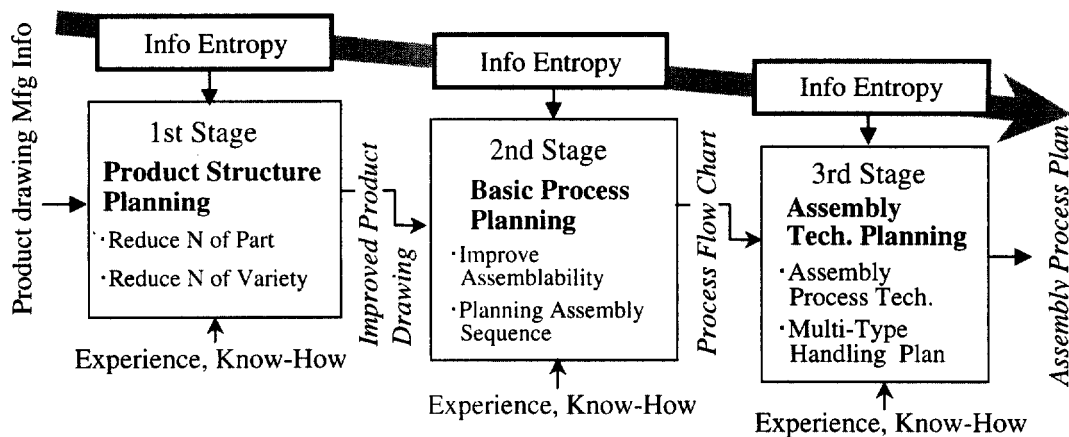 Product drawing Mfg Info
Info Entropy
1st Stage
Product Structure
Planning
·Reduce N of Part
·Reduce N of Variety
Experience, Know-How
Improved Product
Drawing
Info Entropy
2nd Stage
Basic Process
Planning
·Improve
Assemblability
·Planning Assembly
Sequence
Experience, Know-How
Process Flow Chart
Info Entropy
3rd Stage
Assembly
Tech. Planning
·Assembly
Process Tech.
·Multi-Type
Handling Plan
Experience, Know-How
Assembly Process Plan